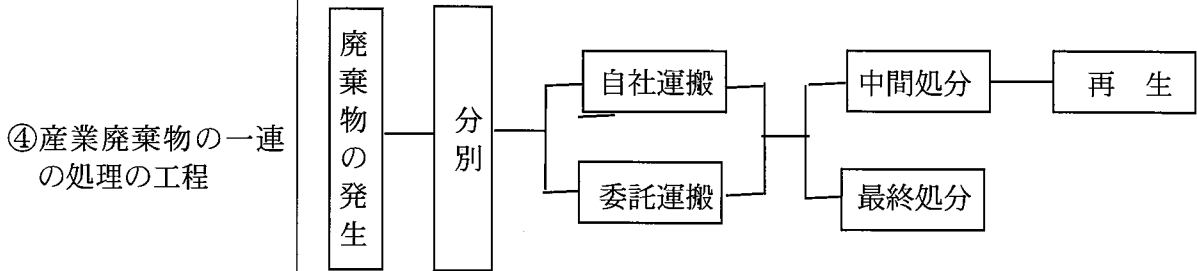 ④産業廃棄物の一連
の処理の工程
廃棄物の発生
分別
自社運搬
委託運搬
中間処分
再生
最終処分